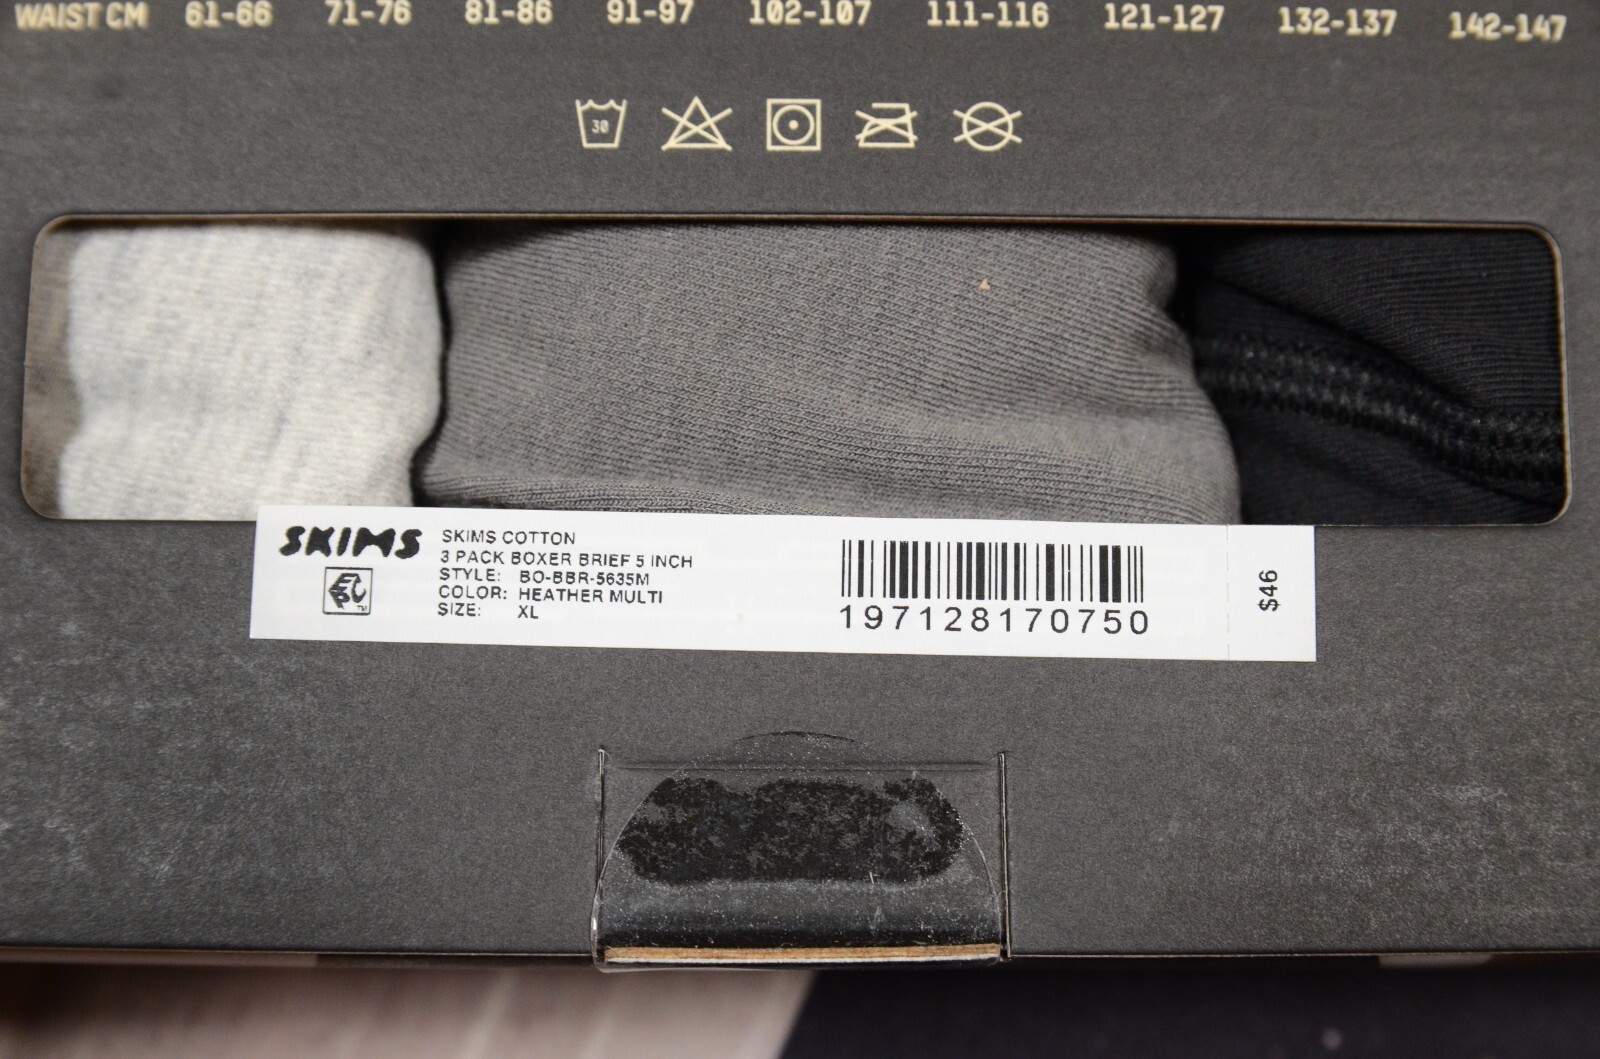 WAIST CM 61-66 71-76 81-86 91-97 102-107 111-116 121-127 132-137 142-147
30
SKIMS
SKIMS COTTON
3 PACK BOXER BRIEF 5 INCH
STYLE: BO-BBR-5635M
COLOR: HEATHER MULTI
SIZE: XL
EPC TM
197128170750
$46